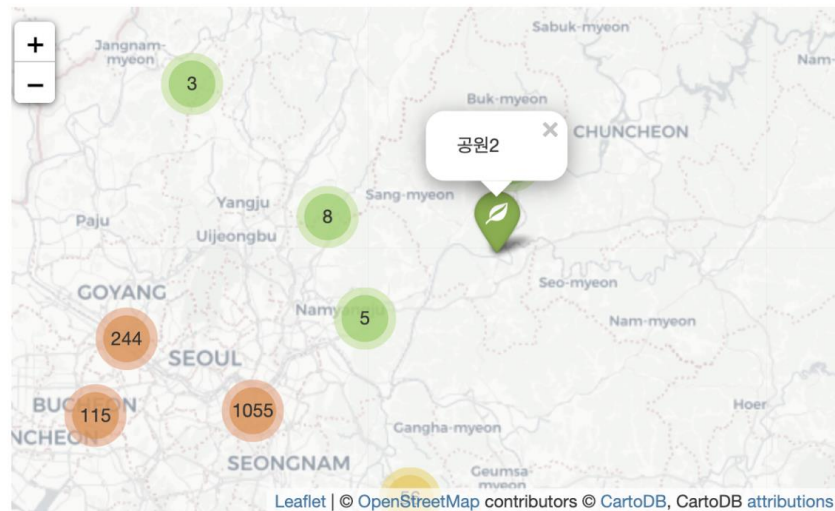 +
−
Jangnam-
myeon
Sabuk-myeon
Nam-
3
Buk-myeon
×
CHUNCHEON
공원2
Yangju
Sang-myeon
8
Paju
Uijeongbu
Seo-myeon
GOYANG
5
Nam-myeon
244
SEOUL
BUCHEON
115
1055
Hoer
NCHEON
Gangha-myeon
SEONGNAM
Geumsa-
myeon
Leaflet | © OpenStreetMap contributors © CartoDB, CartoDB attributions